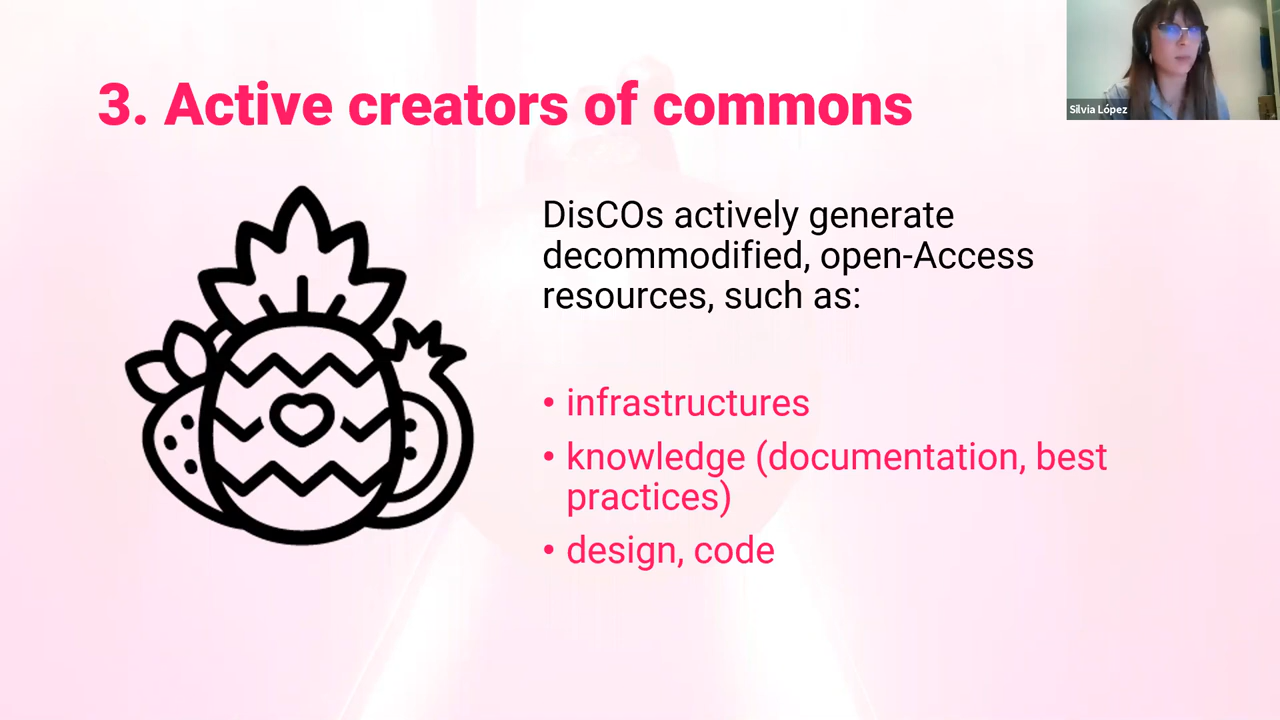 3. Active creators of commons
Silvia López
DisCOs actively generate
decommodified, open-Access
resources, such as:
• infrastructures
• knowledge (documentation, best
practices)
• design, code